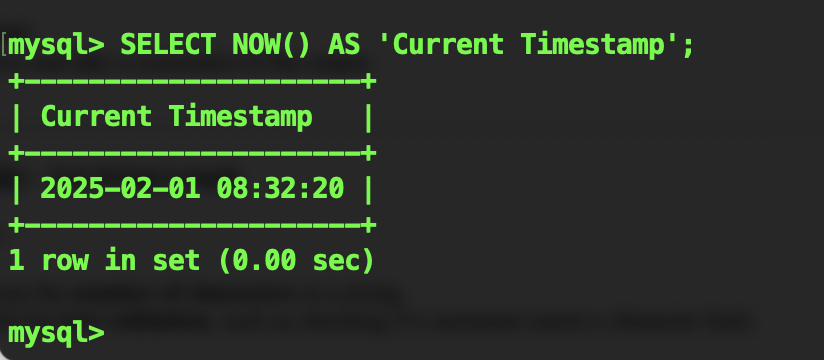 mysql> SELECT NOW() AS 'Current Timestamp';
+---------------------+
| Current Timestamp   |
+---------------------+
| 2025-02-01 08:32:20 |
+---------------------+
1 row in set (0.00 sec)
mysql>